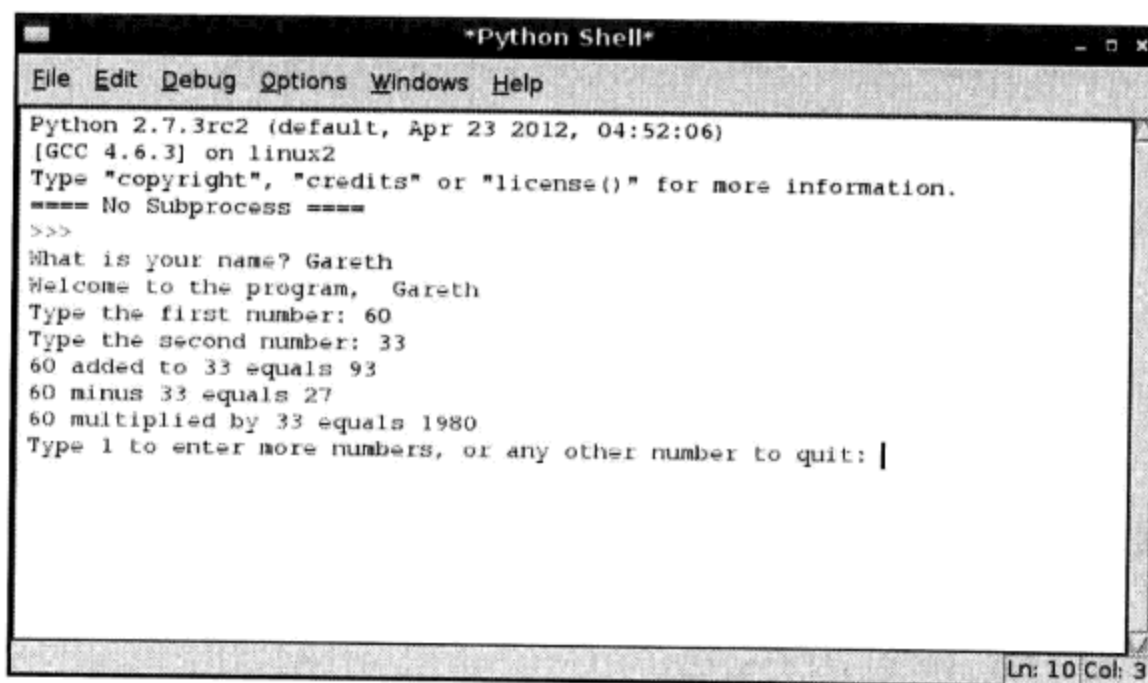 *Python Shell*
File Edit Debug Options Windows Help
Python 2.7.3rc2 (default, Apr 23 2012, 04:52:06)
[GCC 4.6.3] on linux2
Type "copyright", "credits" or "license()" for more information.
==== No Subprocess ====
>>>
What is your name? Gareth
Welcome to the program,  Gareth
Type the first number: 60
Type the second number: 33
60 added to 33 equals 93
60 minus 33 equals 27
60 multiplied by 33 equals 1980
Type 1 to enter more numbers, or any other number to quit:
Ln: 10 Col: 3